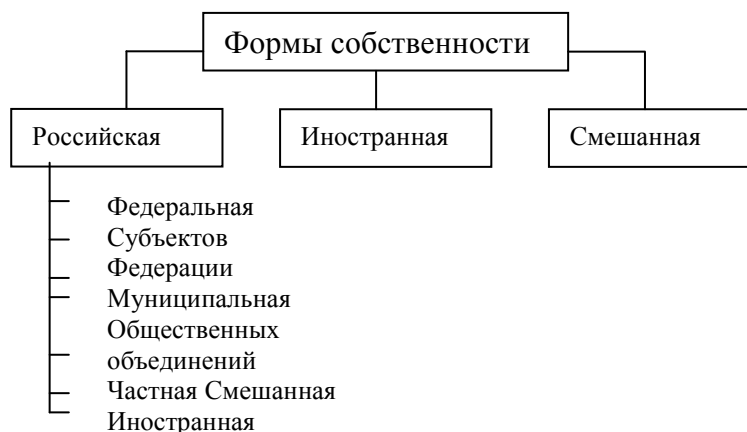 Формы собственности
Российская
Иностранная
Смешанная
Федеральная
Субъектов
Федерации
Муниципальная
Общественных
объединений
Частная Смешанная
Иностранная